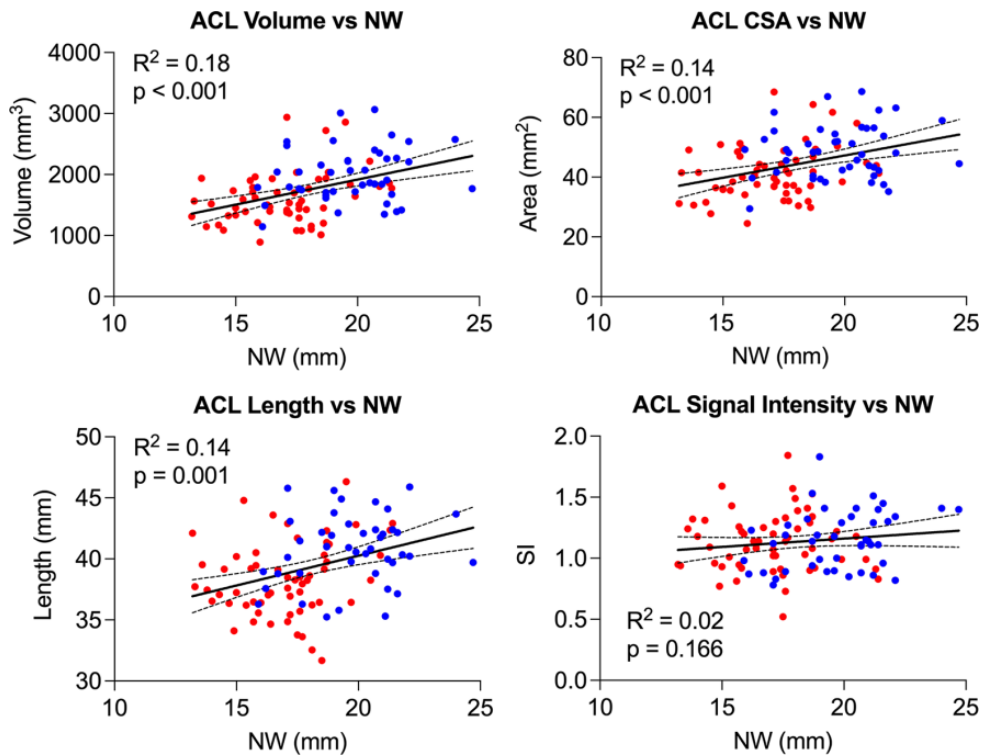 ACL Volume vs NW
R² = 0.18
p < 0.001
Volume (mm³)
4000
3000
2000
1000
0
10 15 20 25
NW (mm)
ACL CSA vs NW
R² = 0.14
p < 0.001
Area (mm²)
80
60
40
20
0
10 15 20 25
NW (mm)
ACL Length vs NW
R² = 0.14
p = 0.001
Length (mm)
50
45
40
35
30
10 15 20 25
NW (mm)
ACL Signal Intensity vs NW
SI
2.0
1.5
1.0
0.5
0.0
R² = 0.02
p = 0.166
10 15 20 25
NW (mm)